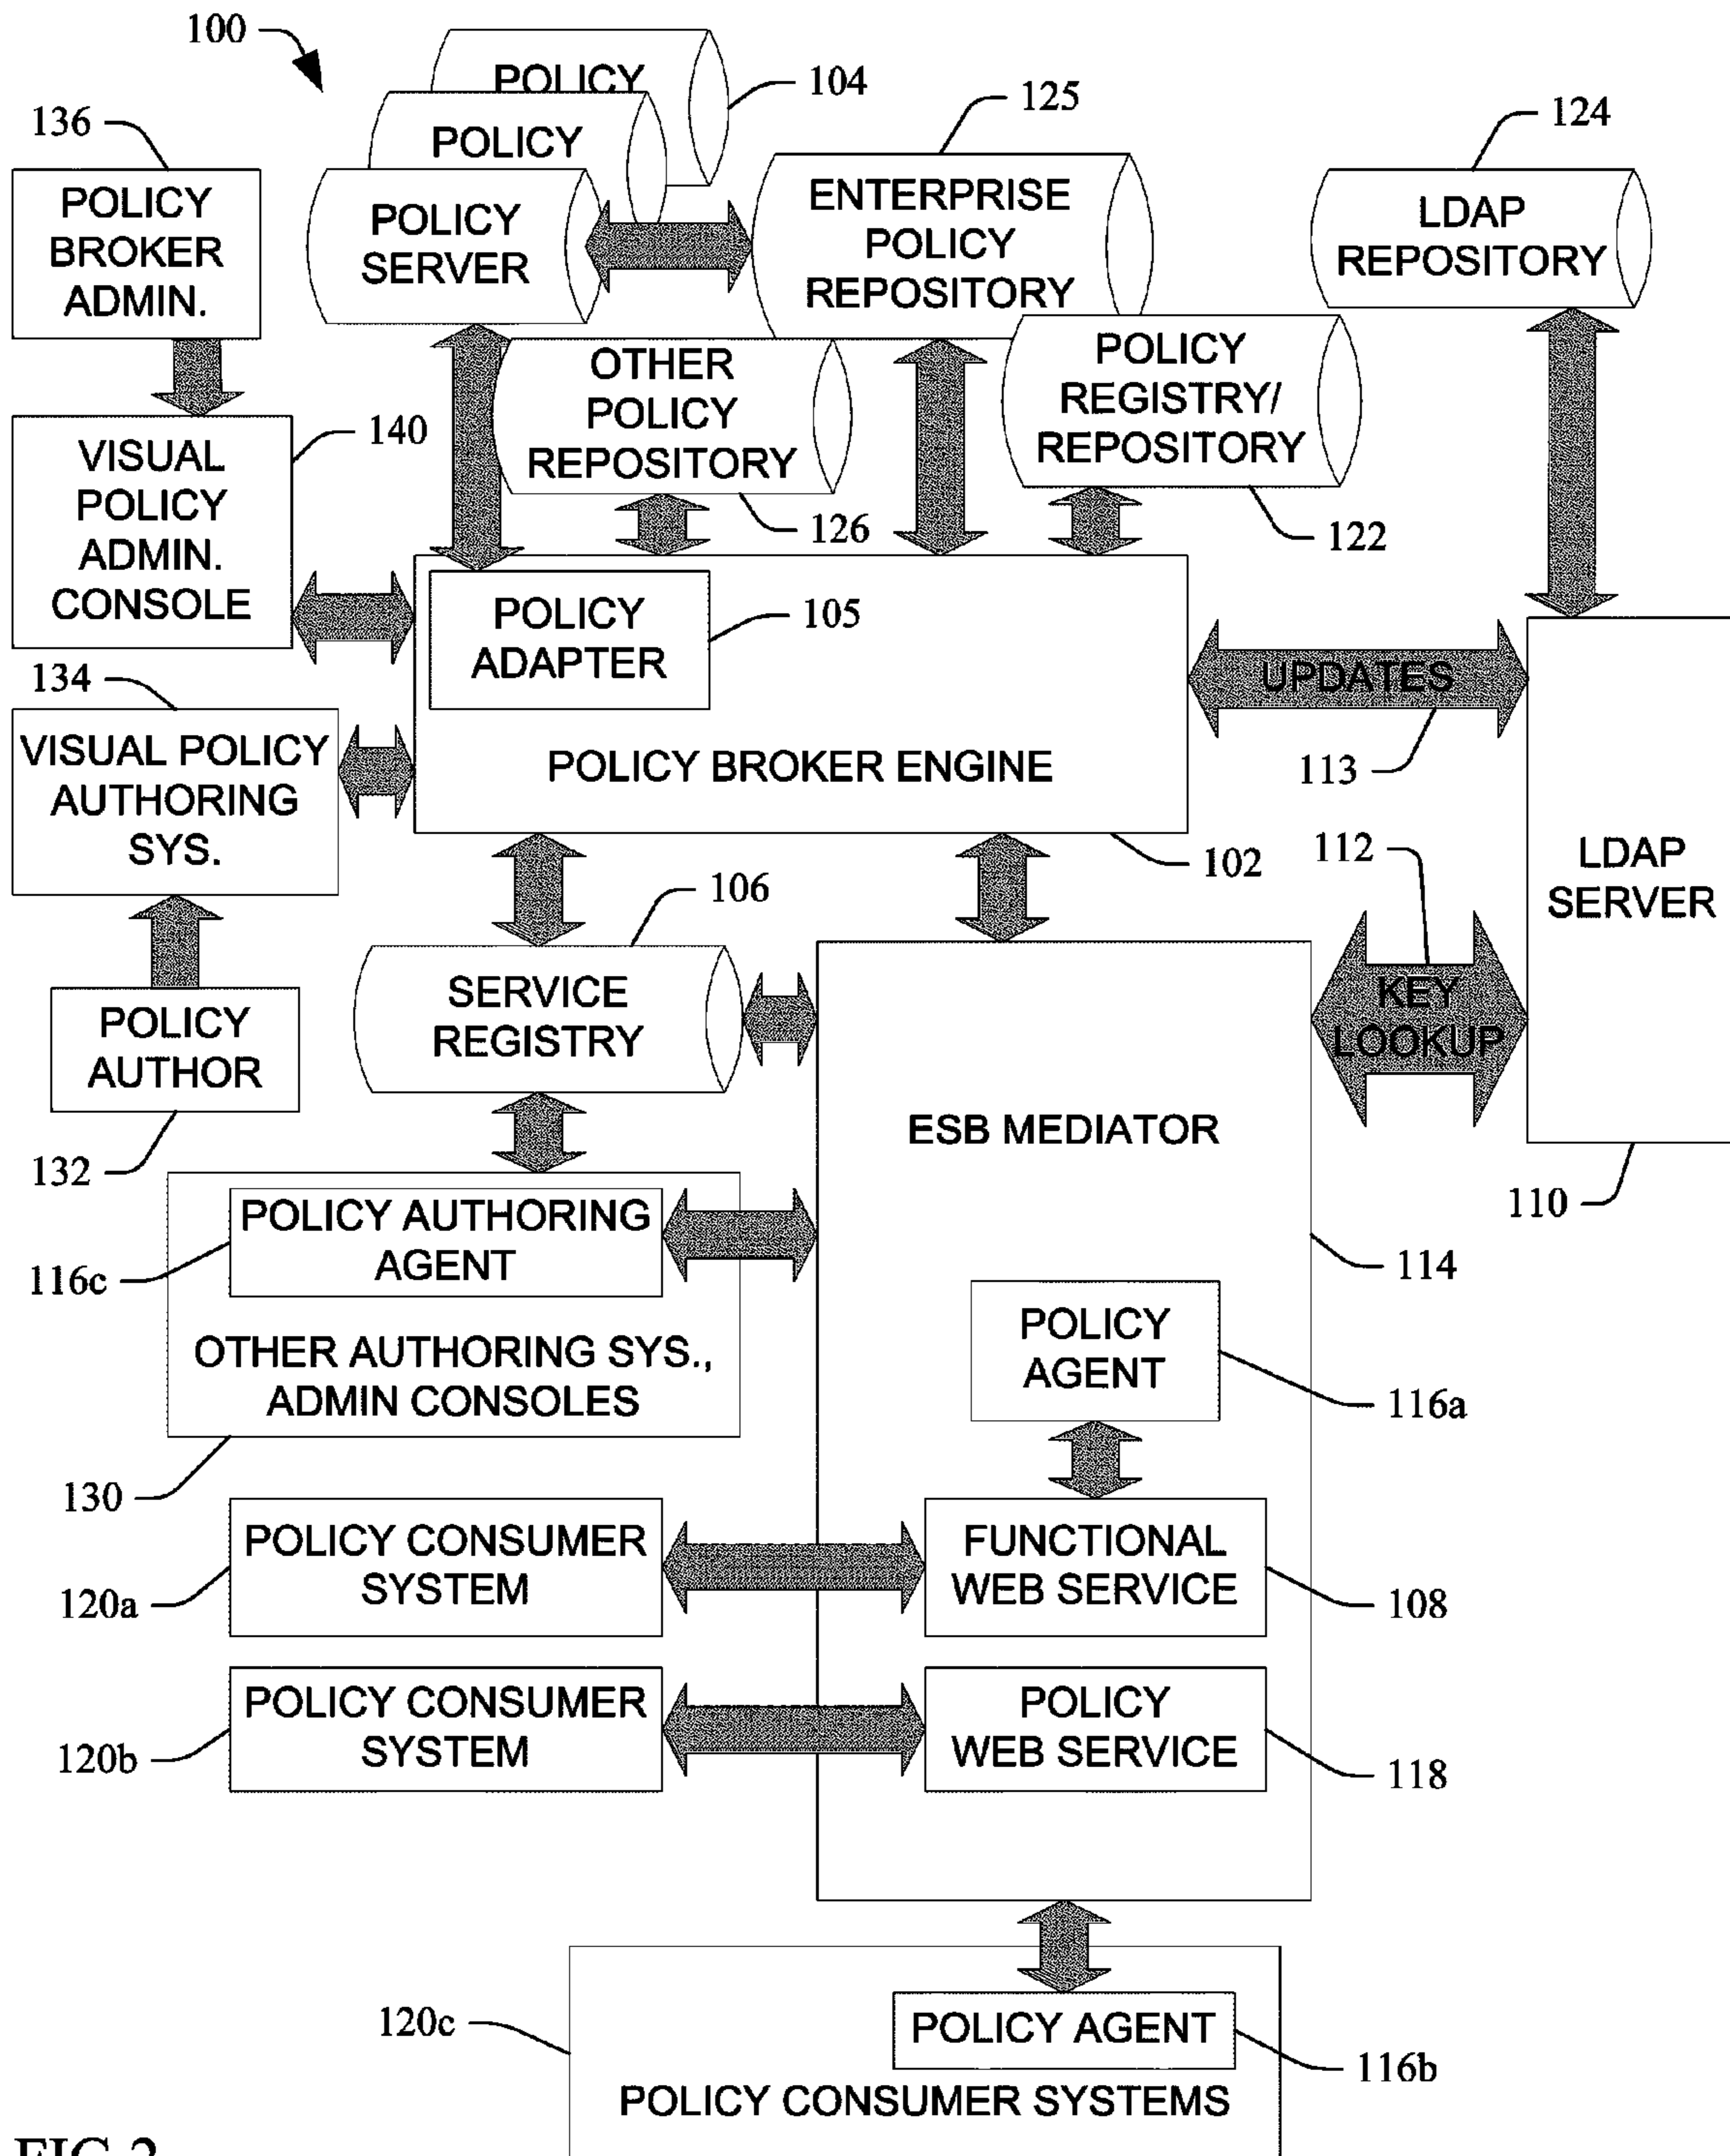 100
POLICY
104
POLICY
125
124
136
POLICY
BROKER
ADMIN.
POLICY
SERVER
ENTERPRISE
POLICY
REPOSITORY
LDAP
REPOSITORY
OTHER
POLICY
REPOSITORY
POLICY
REGISTRY/
REPOSITORY
140
VISUAL
POLICY
ADMIN.
CONSOLE
126
122
POLICY
ADAPTER
105
134
UPDATES
113
VISUAL POLICY
AUTHORING
SYS.
POLICY BROKER ENGINE
102
112
LDAP
SERVER
106
SERVICE
REGISTRY
KEY
LOOKUP
POLICY
AUTHOR
132
ESB MEDIATOR
110
POLICY AUTHORING
AGENT
116c
114
OTHER AUTHORING SYS.,
ADMIN CONSOLES
POLICY
AGENT
116a
130
POLICY CONSUMER
SYSTEM
120a
FUNCTIONAL
WEB SERVICE
108
POLICY CONSUMER
SYSTEM
120b
POLICY
WEB SERVICE
118
120c
POLICY AGENT
116b
POLICY CONSUMER SYSTEMS
FIG 2